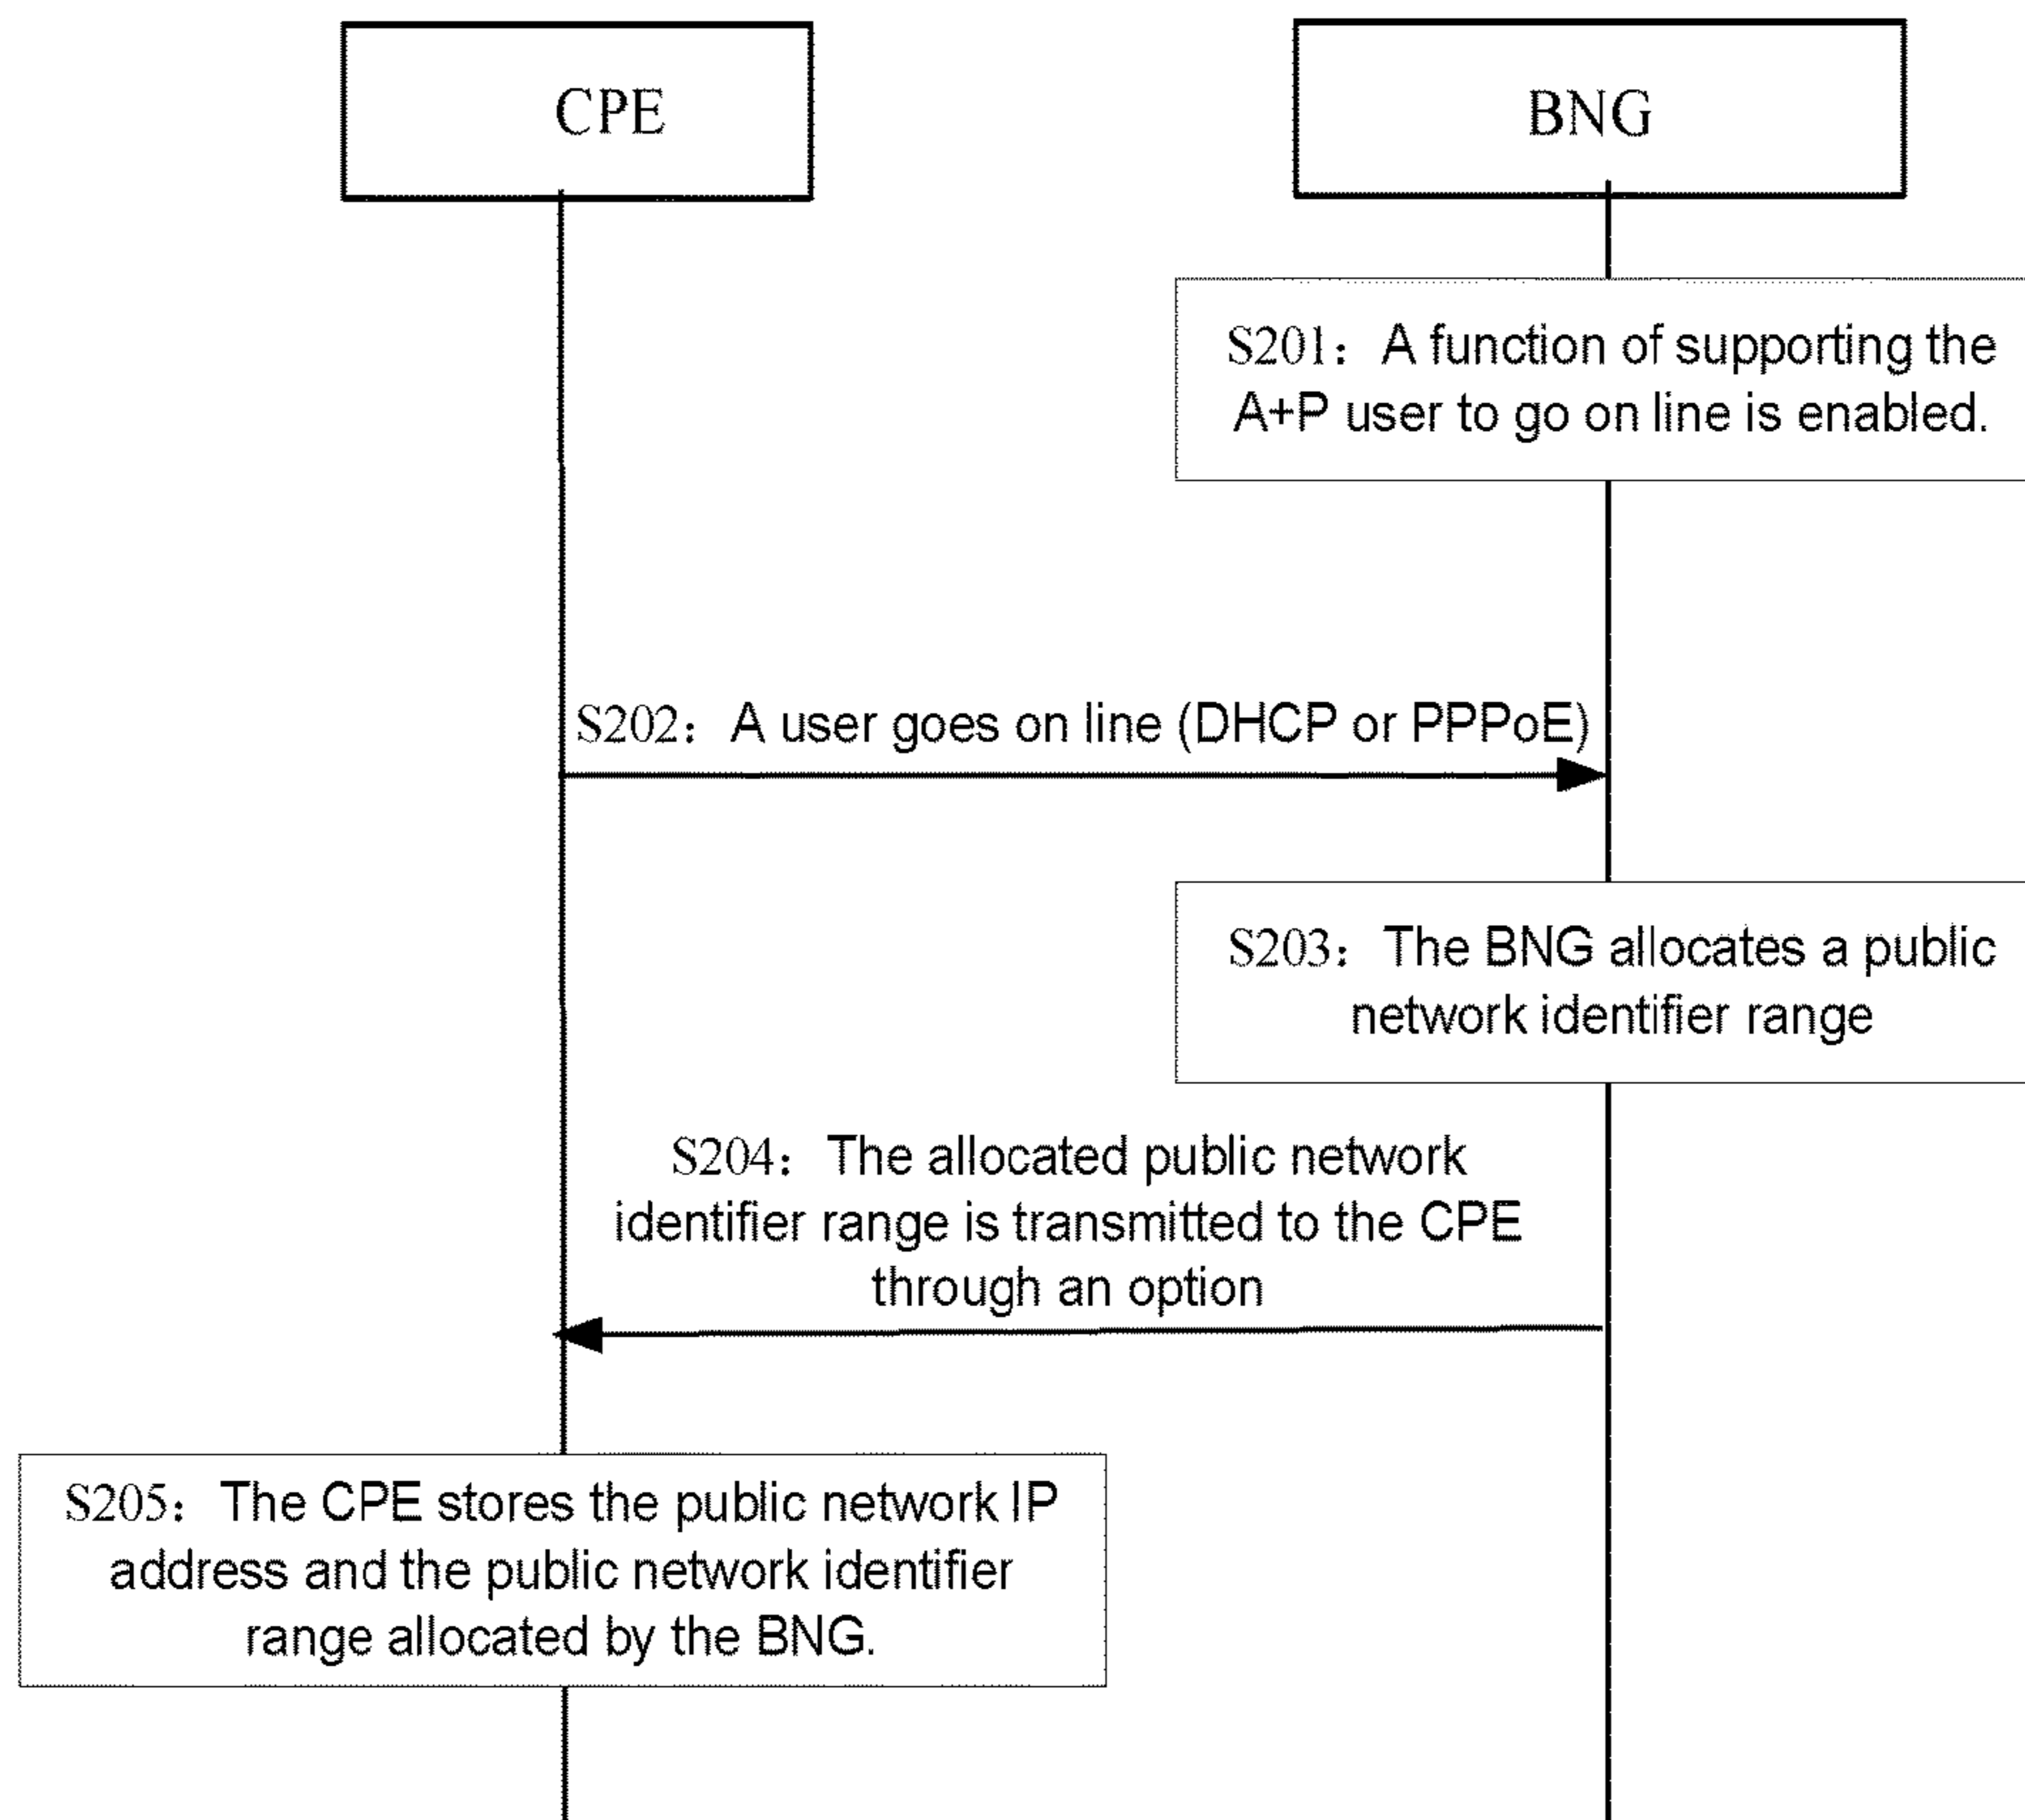 CPE
BNG
S201: A function of supporting the
A+P user to go on line is enabled.
S202: A user goes on line (DHCP or PPPoE)
S203: The BNG allocates a public
network identifier range
S204: The allocated public network
identifier range is transmitted to the CPE
through an option
S205: The CPE stores the public network IP
address and the public network identifier
range allocated by the BNG.